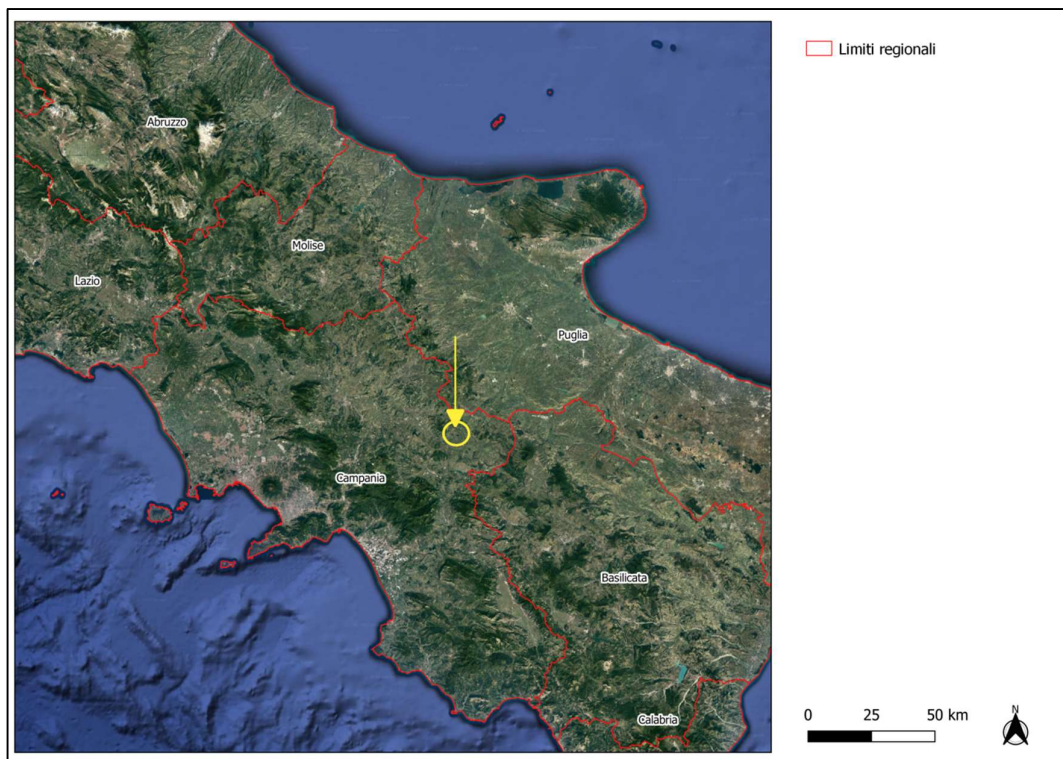 Limiti regionali
Abruzzo
Molise
Lazio
Puglia
Campania
Basilicata
Calabria
0 25 50 km
N